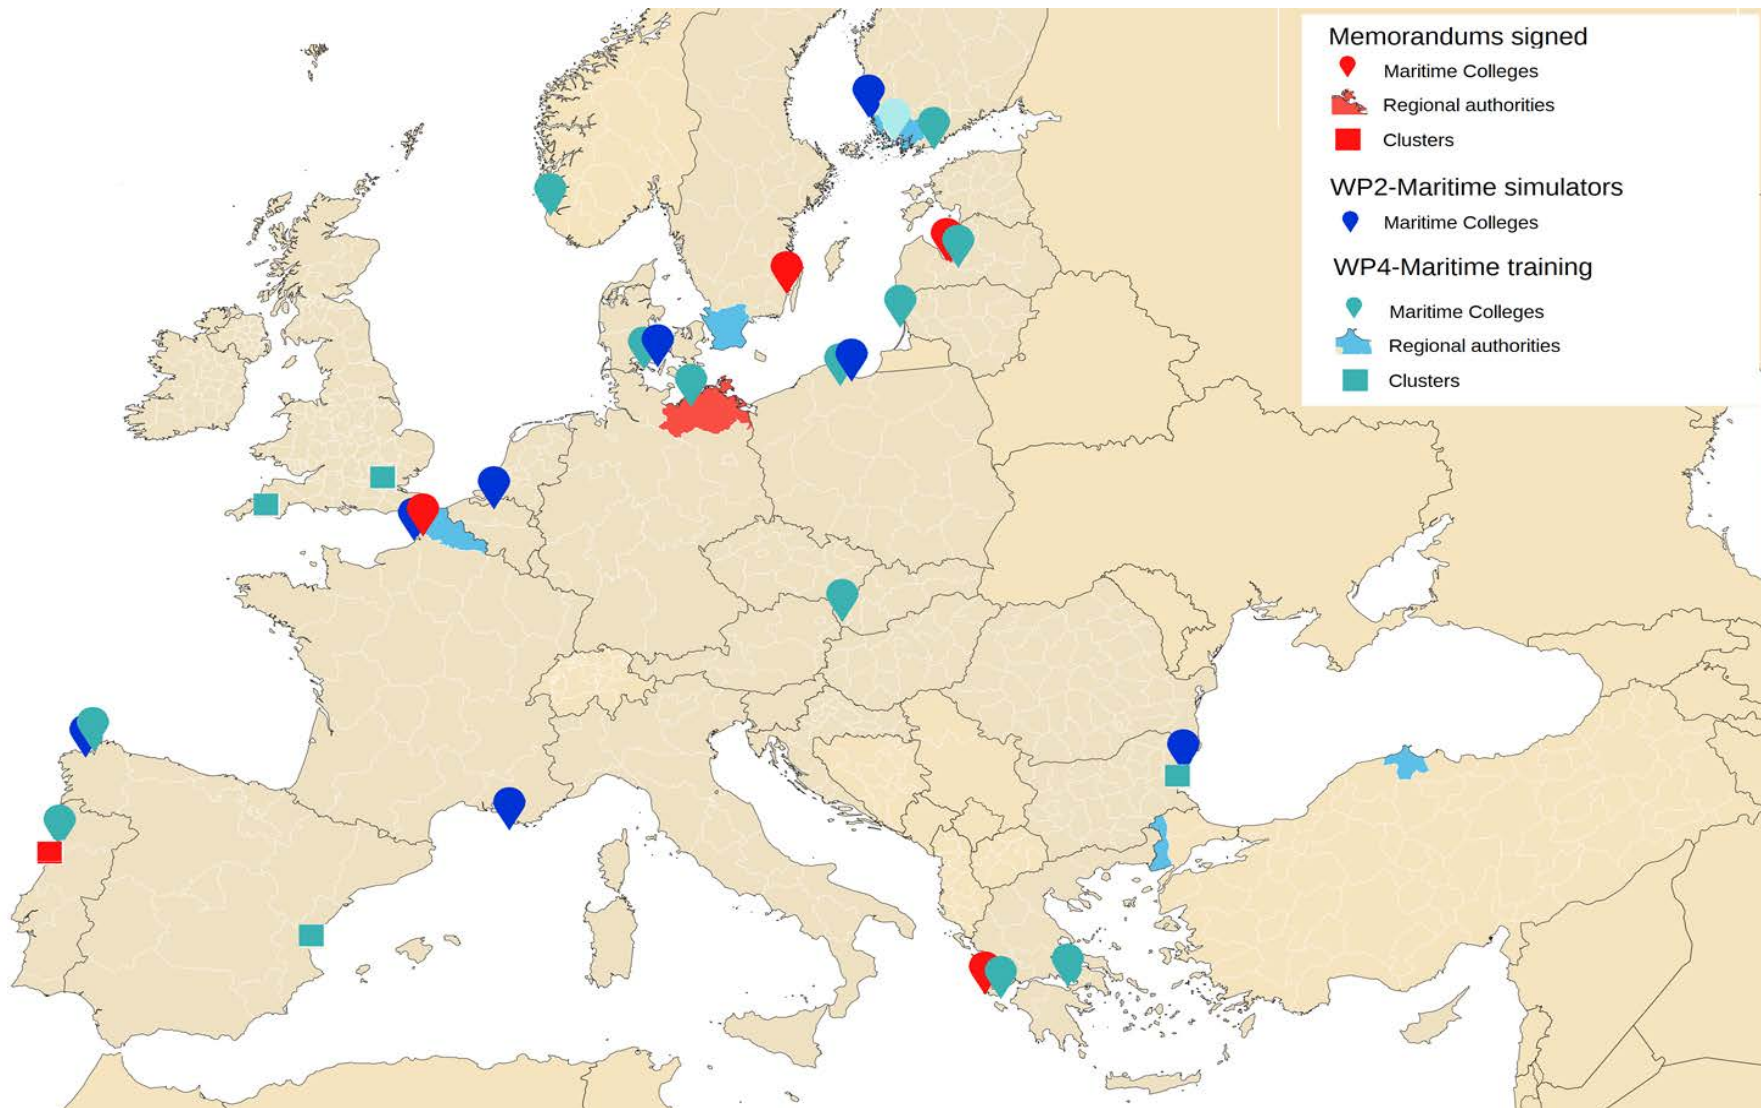 Memorandums signed
Maritime Colleges
Regional authorities
Clusters
WP2-Maritime simulators
Maritime Colleges
WP4-Maritime training
Maritime Colleges
Regional authorities
Clusters